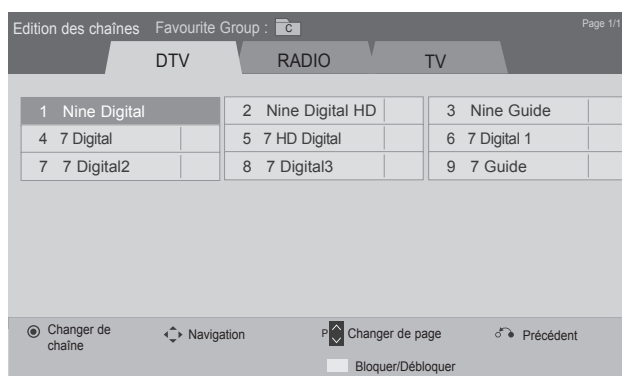 Edition des chaînes Favourite Group : C Page 1/1
DTV RADIO TV
1 Nine Digital 2 Nine Digital HD 3 Nine Guide
4 7 Digital 5 7 HD Digital 6 7 Digital 1
7 7 Digital2 8 7 Digital3 9 7 Guide
Changer de chaîne Navigation P Changer de page Précédent
Bloquer/Débloquer